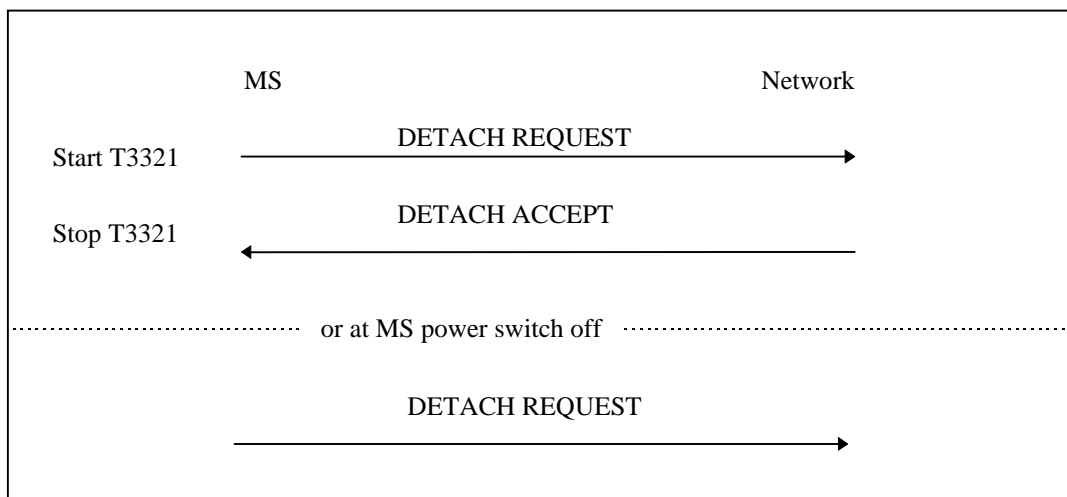 MS
Network
DETACH REQUEST
Start T3321
DETACH ACCEPT
Stop T3321
or at MS power switch off
DETACH REQUEST